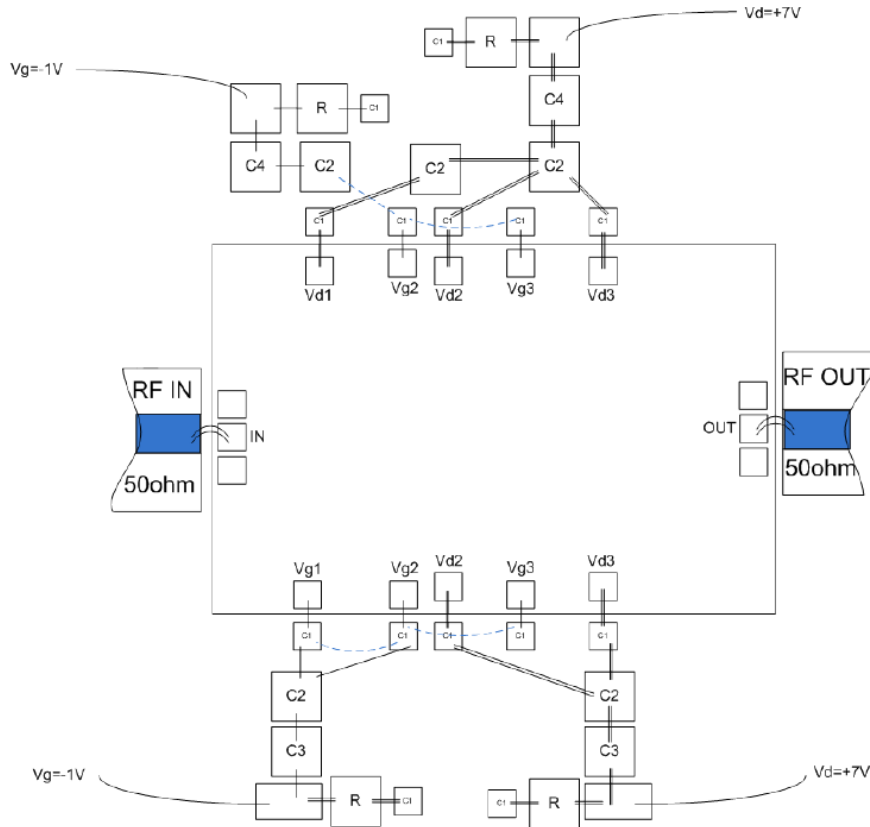 Vd=+7V
C1 R
Vg=-1V
R C1
C4
C4 C2
C2 C2
C1 C1 C1 C1 C1
Vd1 Vg2 Vd2 Vg3 Vd3
RF IN
RF OUT
IN
OUT
50ohm
50ohm
Vg1 Vg2 Vd2 Vg3 Vd3
C1 C1 C1 C1 C1
C2 C2
C3 C3
Vg=-1V
Vd=+7V
R C1
C1 R